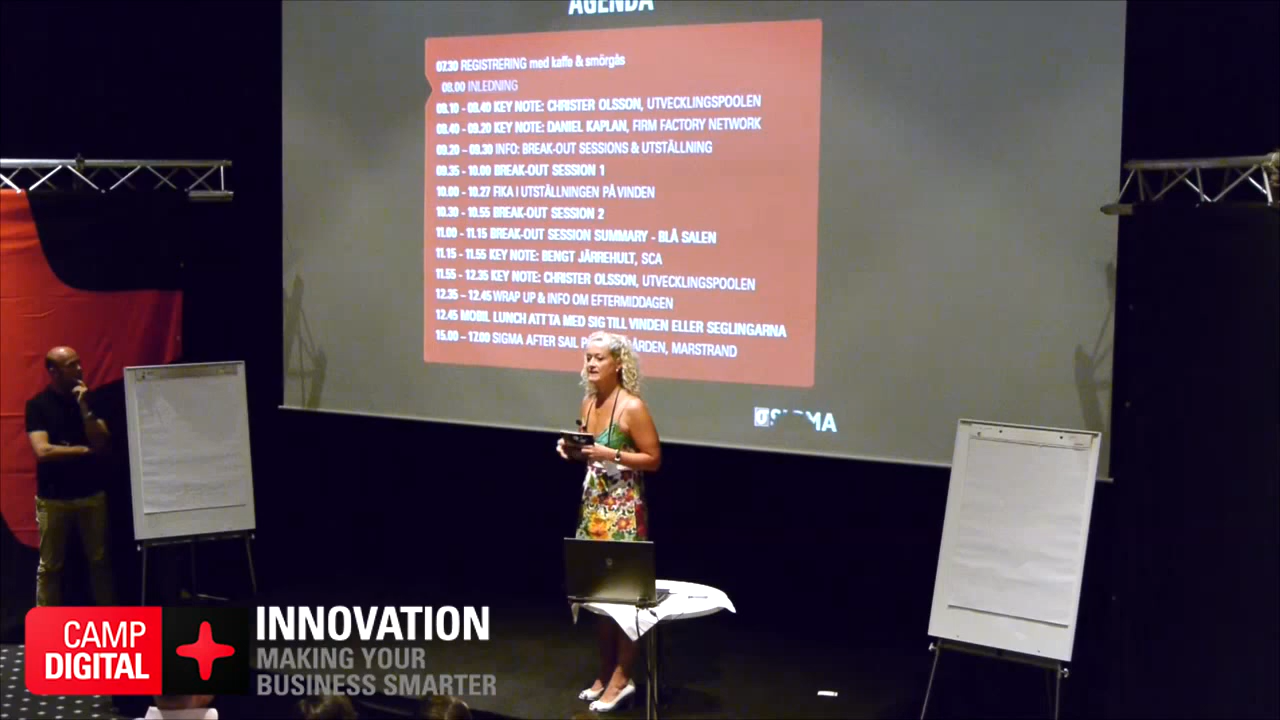 AGENDA
07.30 REGISTRERING med kaffe & smörgås
08.00 INLEDNING
08.10 - 08.40 KEY NOTE: CHRISTER OLSSON, UTVECKLINGSPOOLEN
08.40 - 09.20 KEY NOTE: DANIEL KAPLAN, FIRM FACTORY NETWORK
09.20 – 09.30 INFO: BREAK-OUT SESSIONS & UTSTÄLLNING
09.35 - 10.00 BREAK-OUT SESSION 1
10.00 - 10.27 FIKA I UTSTÄLLNINGEN PÅ VINDEN
10.30 - 10.55 BREAK-OUT SESSION 2
11.00 - 11.15 BREAK-OUT SESSION SUMMARY - BLÅ SALEN
11.15 - 11.55 KEY NOTE: BENGT JÄRREHULT, SCA
11.55 - 12.35 KEY NOTE: CHRISTER OLSSON, UTVECKLINGSPOOLEN
12.35 – 12.45 WRAP UP & INFO OM EFTERMIDDAGEN
12.45 MOBIL LUNCH ATT TA MED SIG TILL VINDEN ELLER SEGLINGARNA
15.00 – 17.00 SIGMA AFTER SAIL MARSTRAND
SIGMA
CAMP DIGITAL
INNOVATION
MAKING YOUR
BUSINESS SMARTER